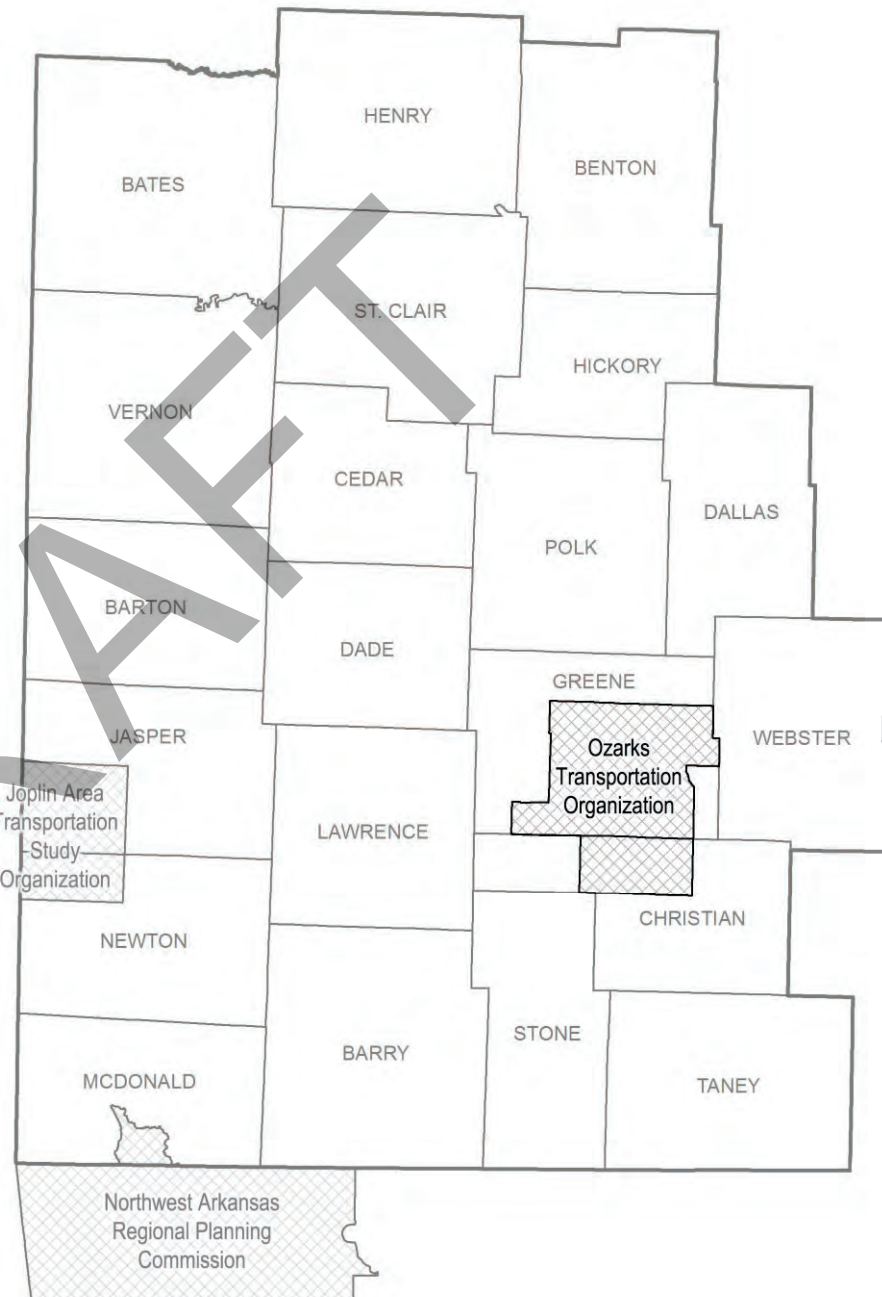 HENRY
BENTON
BATES
ST. CLAIR
HICKORY
VERNON
CEDAR
DALLAS
POLK
BARTON
DADE
GREENE
JASPER
WEBSTER
Ozarks
Transportation
Organization
Joplin Area
Transportation
Study
Organization
LAWRENCE
CHRISTIAN
NEWTON
STONE
BARRY
MCDONALD
TANEY
Northwest Arkansas
Regional Planning
Commission
AFT